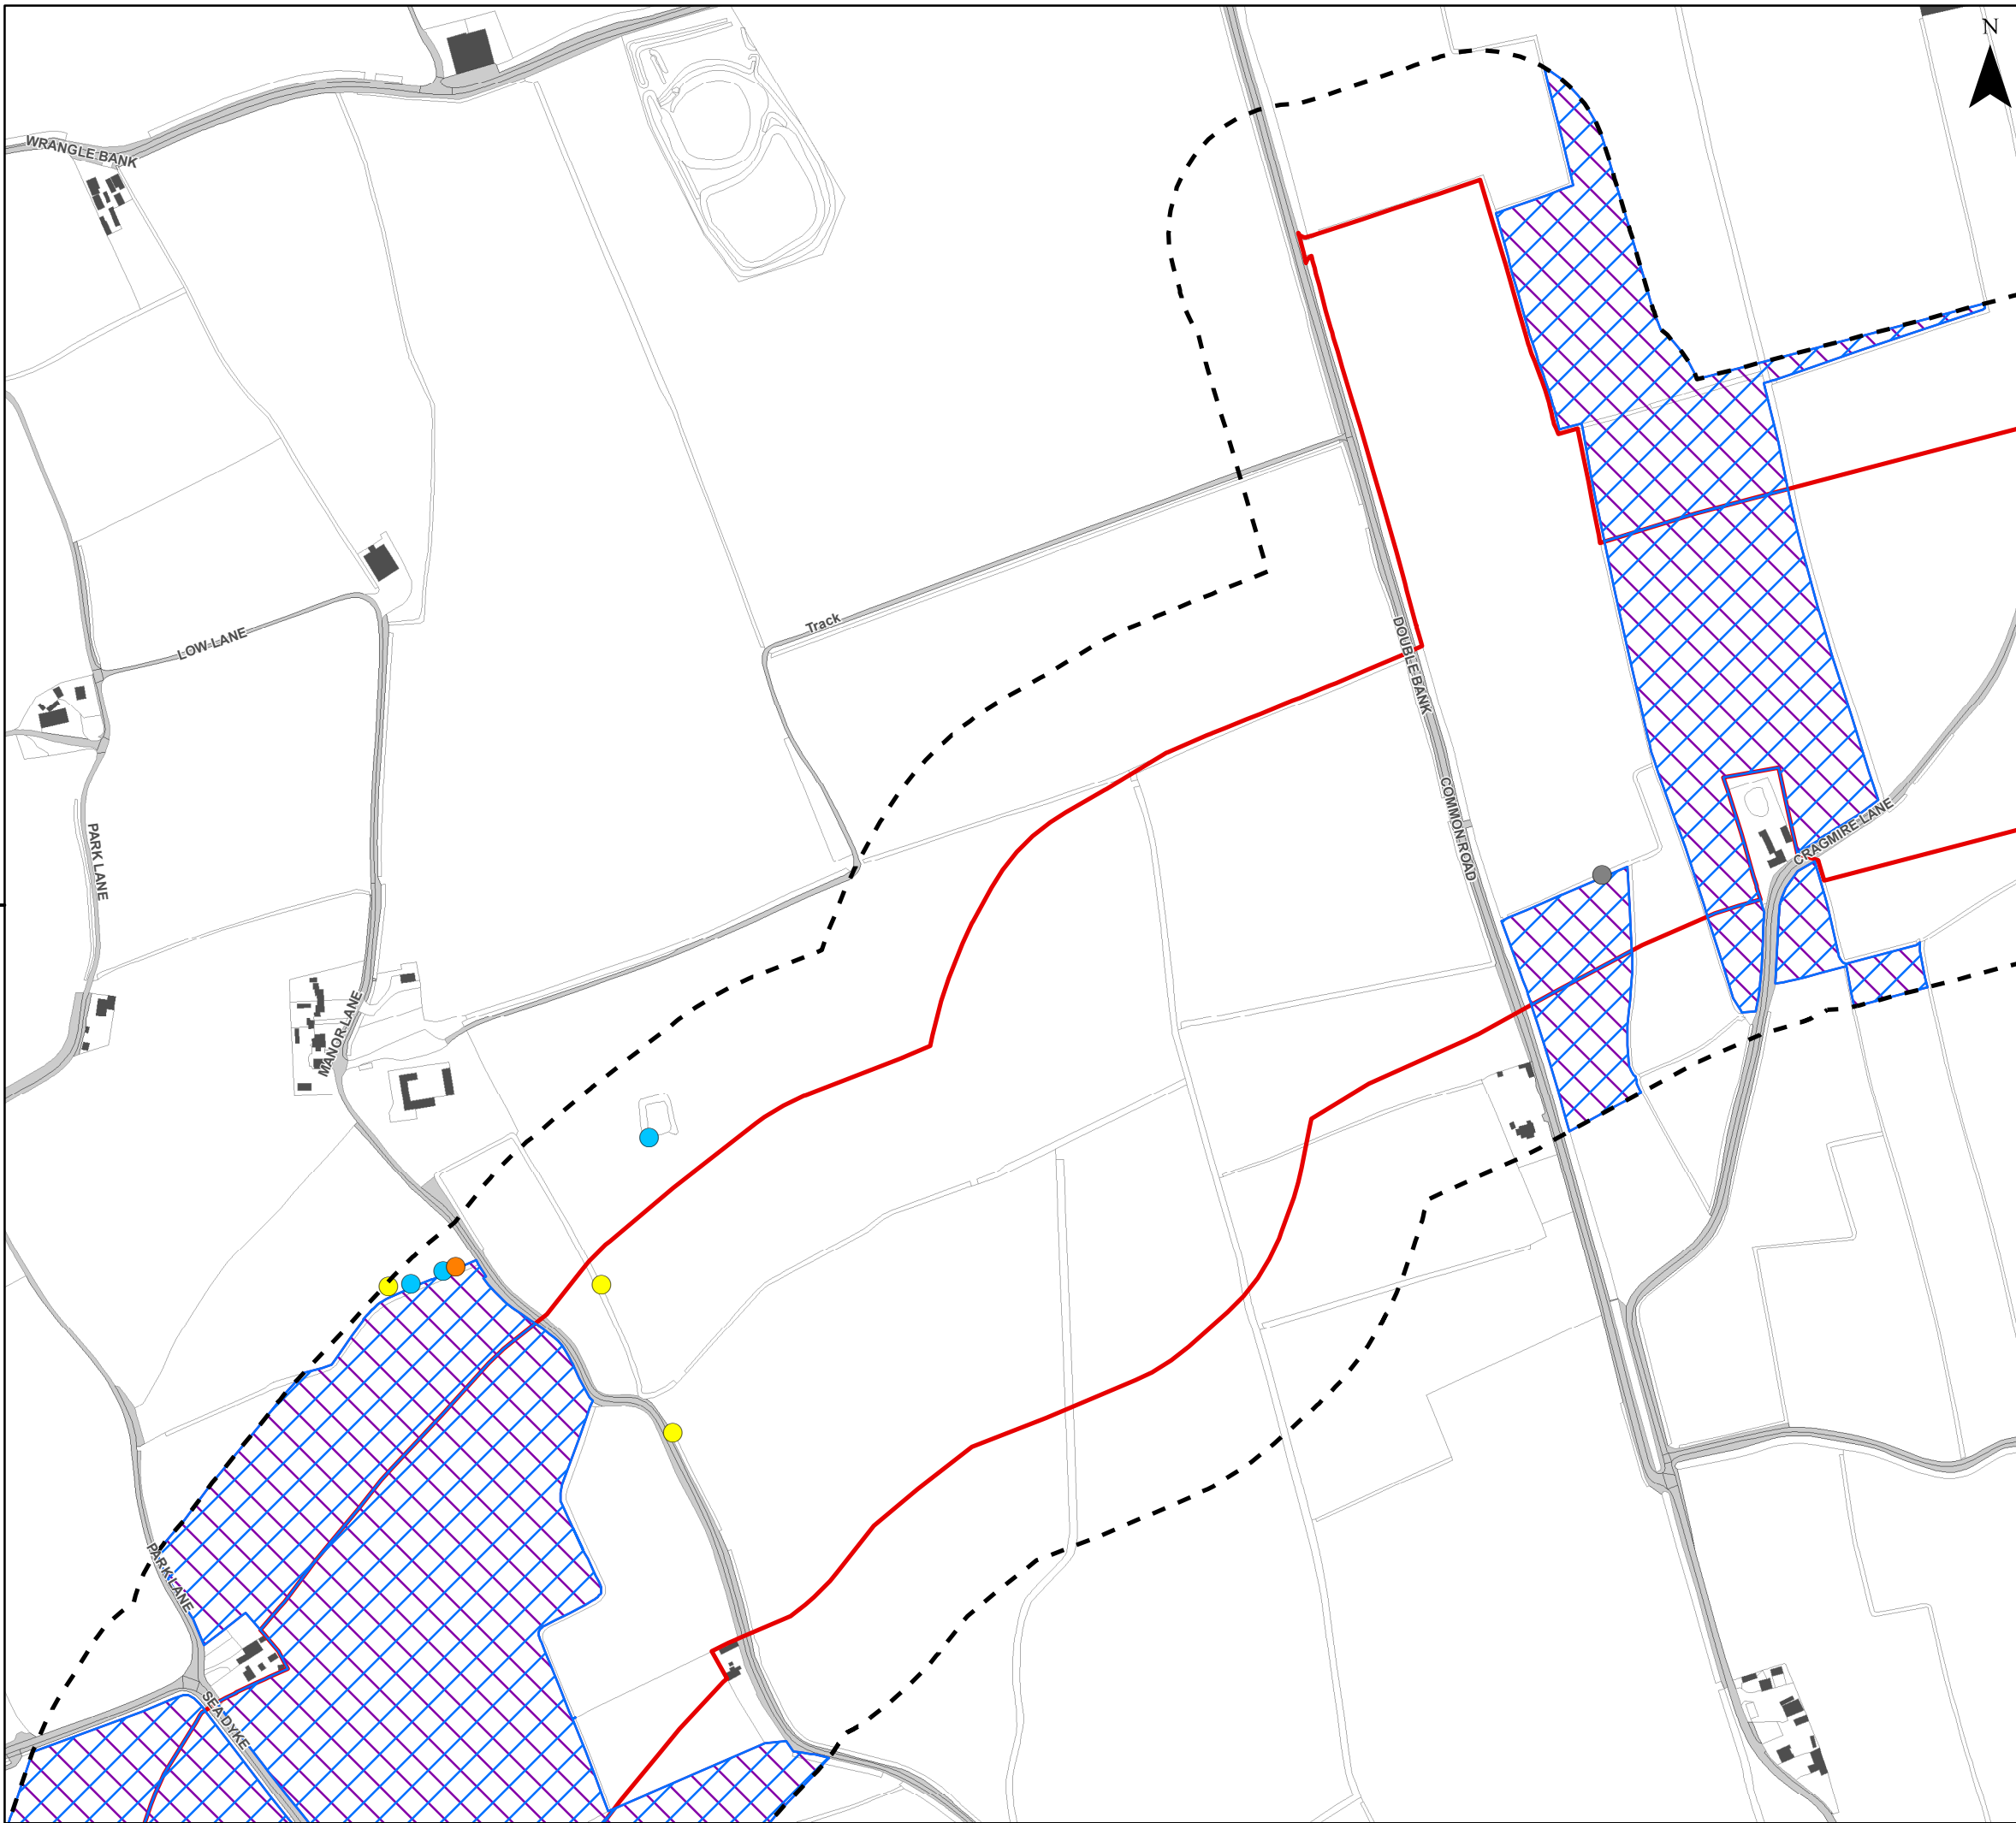 N
WRANGLE BANK
LOW LANE
Track
DOUBLE BANK
COMMON ROAD
CRAGMIRE LANE
PARK LANE
MANOR LANE
PARK LANE
SEA DYKE